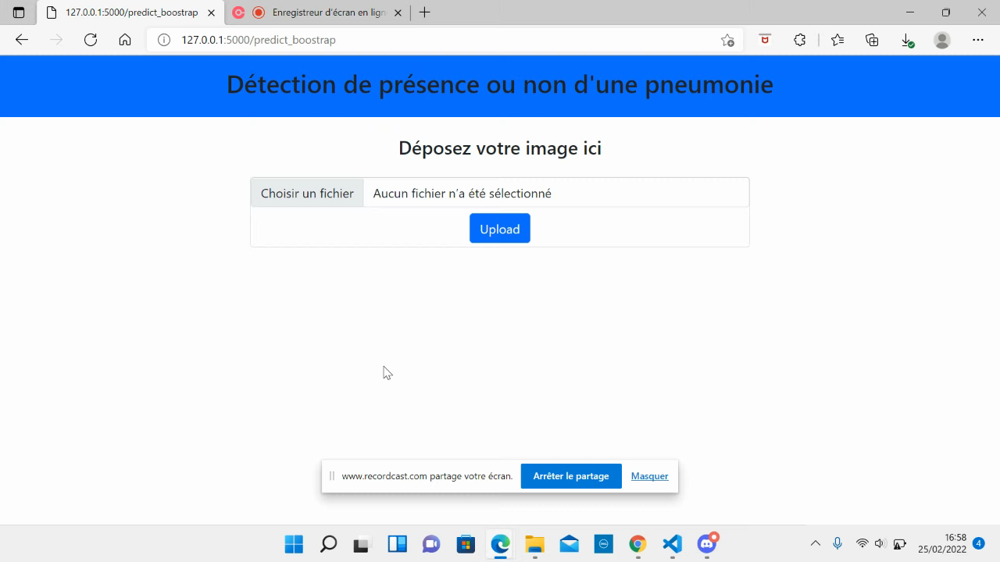 127.0.0.1:5000/predict_boostrap
Enregistreur d'écran en lign
127.0.0.1:5000/predict_boostrap
Détection de présence ou non d'une pneumonie
Déposez votre image ici
Choisir un fichier Aucun fichier n'a été sélectionné
Upload
www.recordcast.com partage votre écran. Arrêter le partage Masquer
16:58
25/02/2022
4